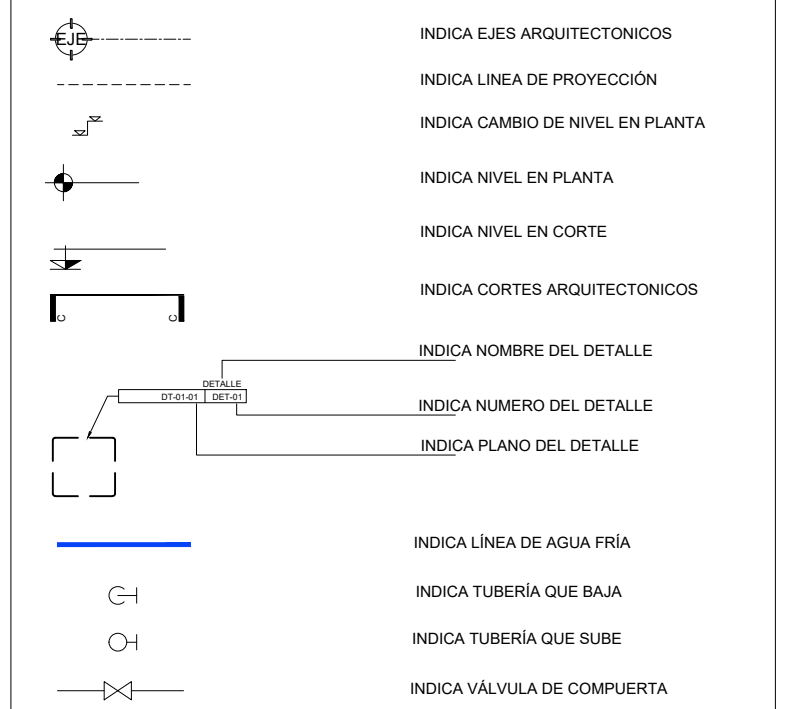 EJE
INDICA EJES ARQUITECTONICOS
INDICA LINEA DE PROYECCIÓN
INDICA CAMBIO DE NIVEL EN PLANTA
INDICA NIVEL EN PLANTA
INDICA NIVEL EN CORTE
INDICA CORTES ARQUITECTONICOS
C C
INDICA NOMBRE DEL DETALLE
DETALLE
DT-01-01 DET-01
INDICA NUMERO DEL DETALLE
INDICA PLANO DEL DETALLE
INDICA LÍNEA DE AGUA FRÍA
INDICA TUBERÍA QUE BAJA
INDICA TUBERÍA QUE SUBE
INDICA VÁLVULA DE COMPUERTA